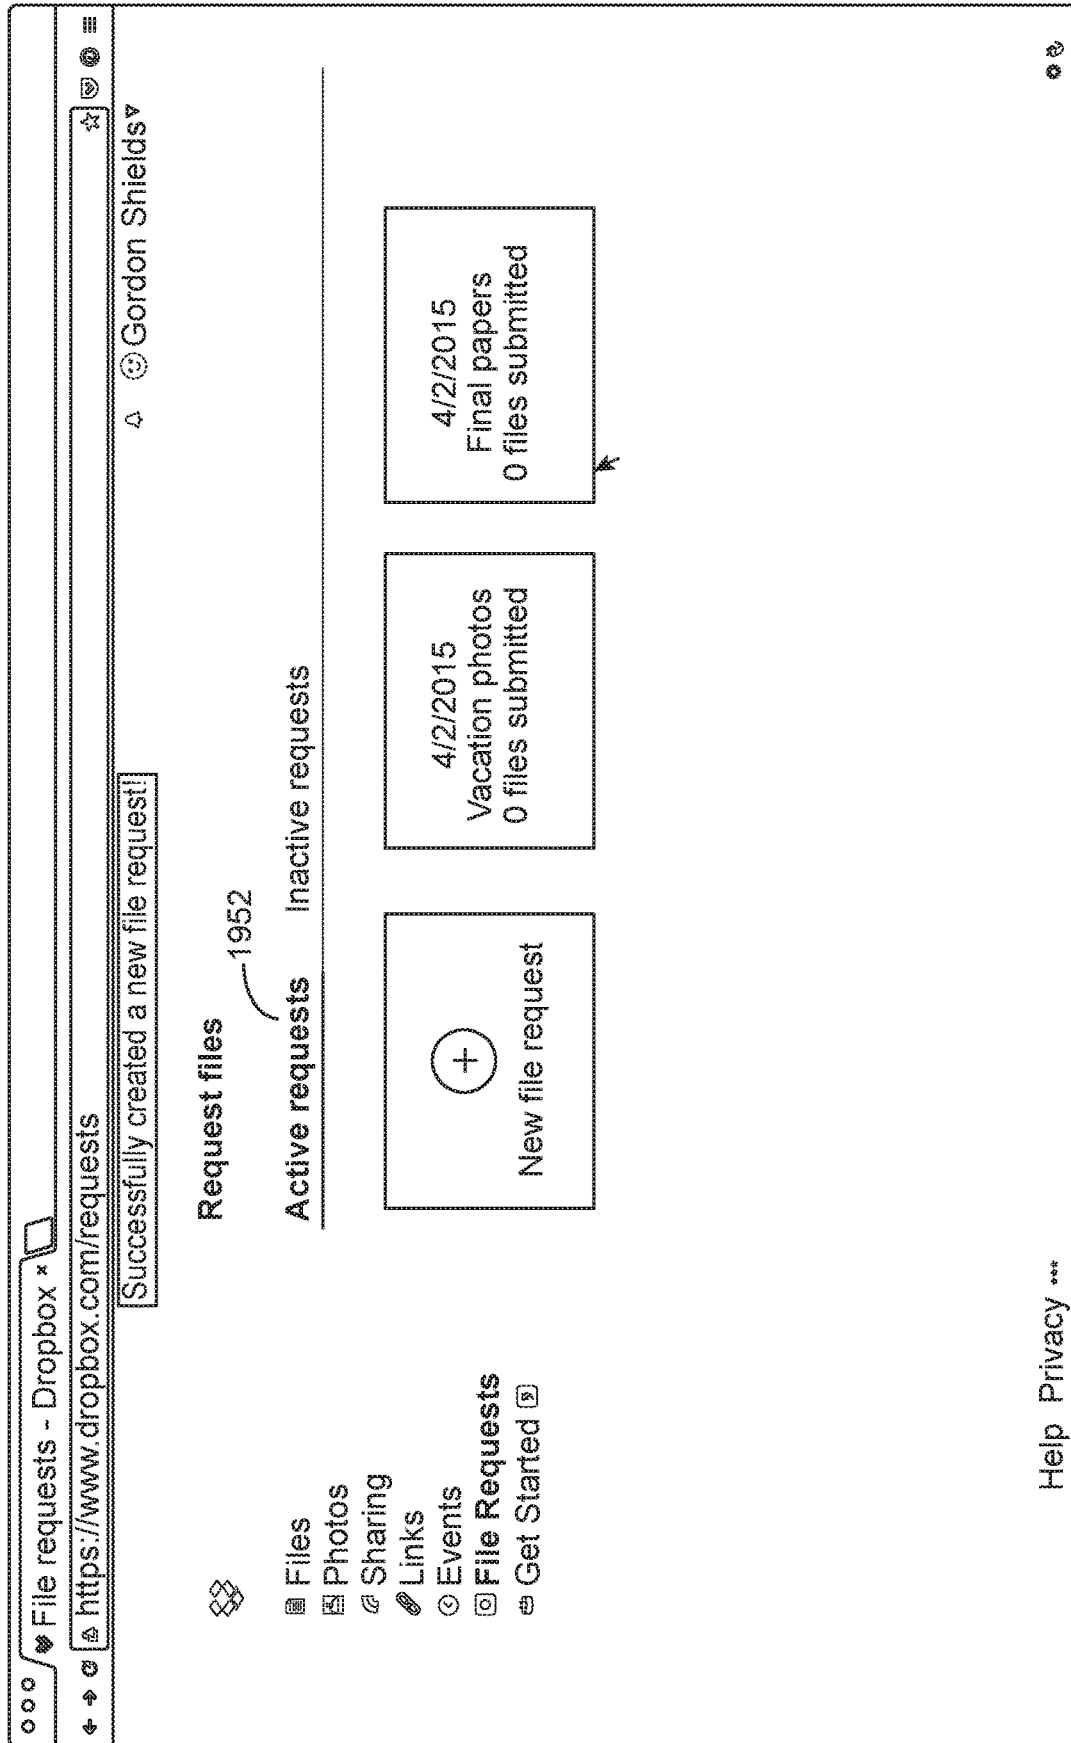 File requests - Dropbox ×
https://www.dropbox.com/requests
Successfully created a new file request!
Gordon Shields
Request files
1952
Active requests Inactive requests
Files
Photos
Sharing
Links
Events
File Requests
Get Started 5
New file request
4/2/2015
Vacation photos
0 files submitted
4/2/2015
Final papers
0 files submitted
Help Privacy •••